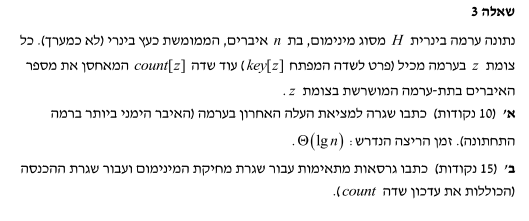 שאלה 3
נתונה ערמה בינרית H מסוג מינימום, בת n איברים, הממומשת כעץ בינרי (לא כמערך). כל
צומת z בערמה מכיל (פרט לשדה המפתח key[z]) עוד שדה count[z] המאחסן את מספר
האיברים בתת-ערמה המושרשת בצומת z.
א׳ (10 נקודות) כתבו שגרה למציאת העלה האחרון בערמה (האיבר הימני ביותר ברמה
התחתונה). זמן הריצה הנדרש: Θ(lg n).
ב׳ (15 נקודות) כתבו גרסאות מתאימות עבור שגרת מחיקת המינימום ועבור שגרת ההכנסה
(הכוללות את עדכון שדה count).